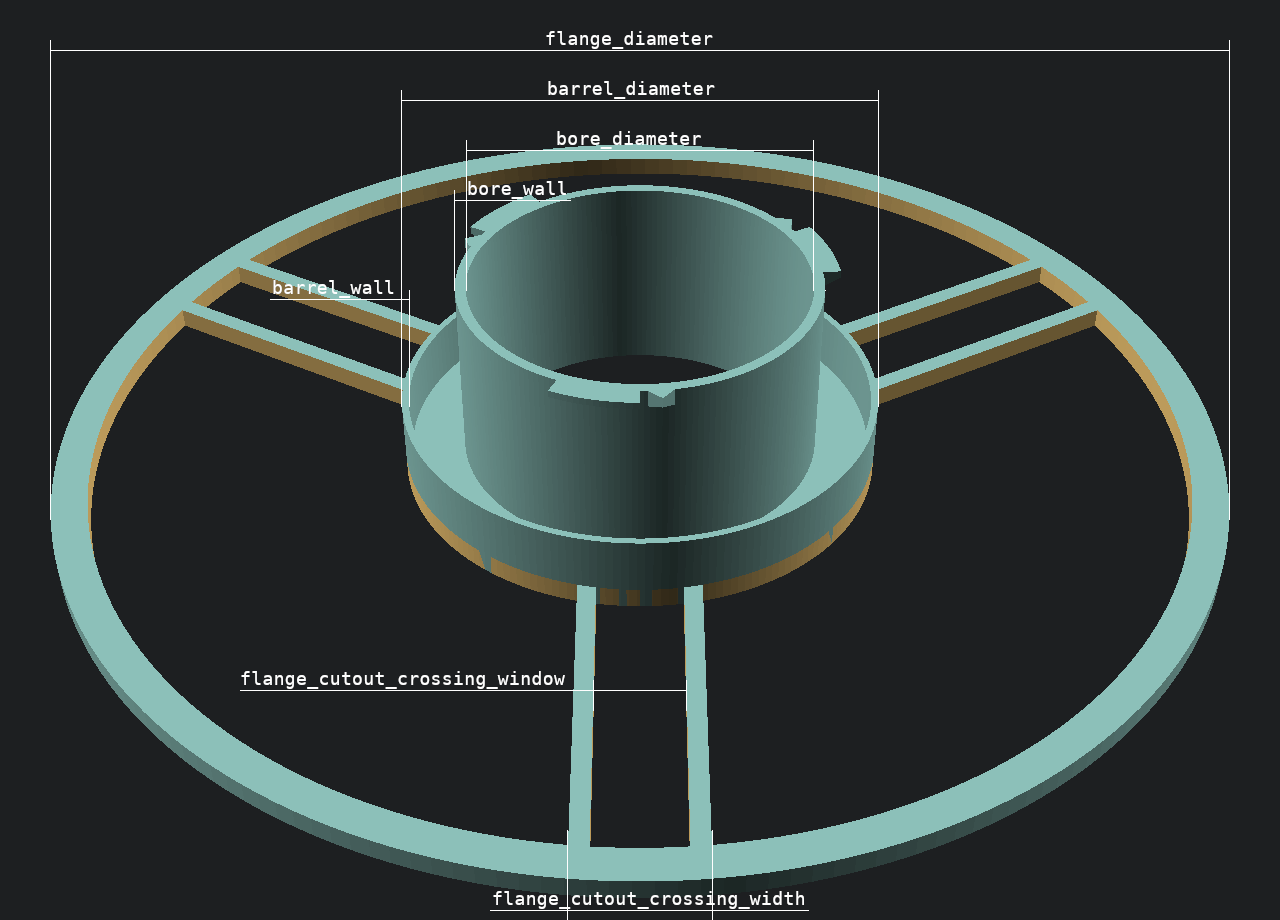 flange_diameter
barrel_diameter
bore_diameter
bore_wall
barrel_wall
flange_cutout_crossing_window
flange_cutout_crossing_width